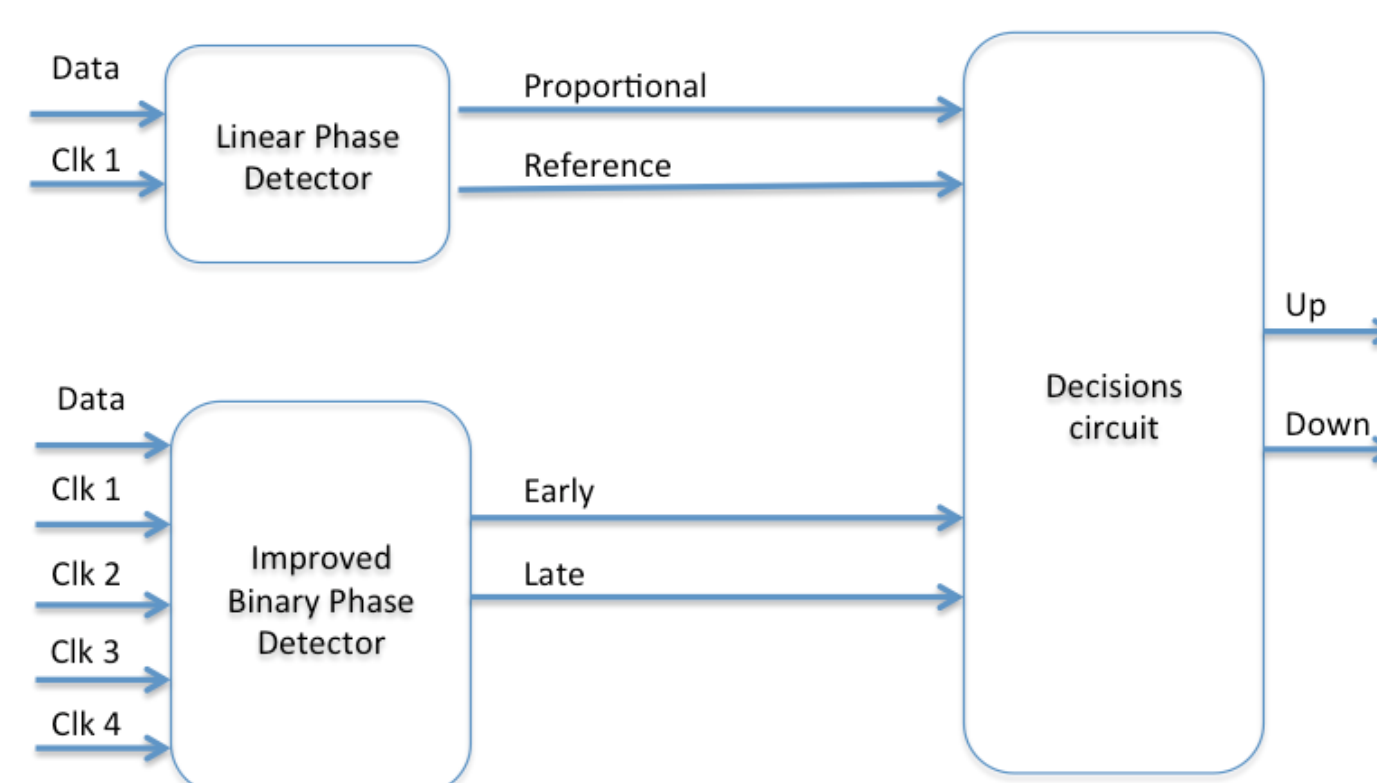 Data
Clk 1
Linear Phase
Detector
Proportional
Reference
Data
Clk 1
Clk 2
Clk 3
Clk 4
Improved
Binary Phase
Detector
Early
Late
Decisions
circuit
Up
Down